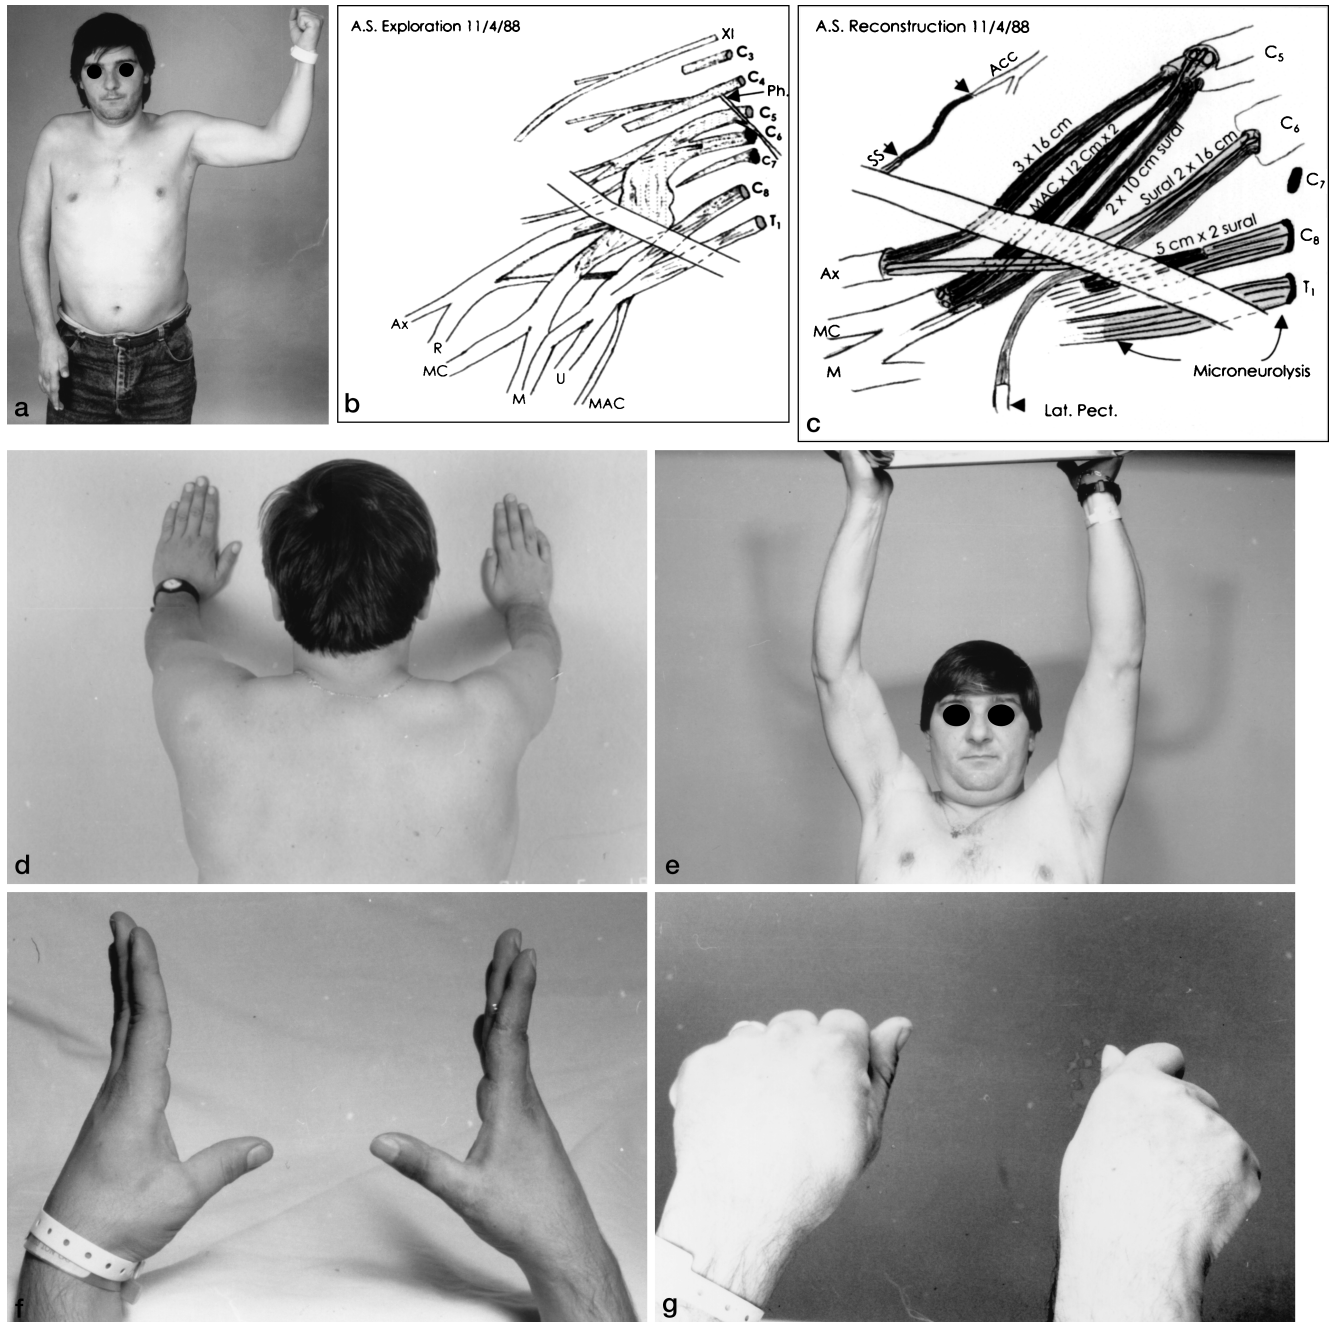 a
A.S. Exploration 11/4/88
XI
C3
C4
Ph.
C5
C6
C7
C8
T1
Ax
R
MC
M
U
MAC
b
A.S. Reconstruction 11/4/88
ACC
C5
SS
3 x 16 cm
MAC x 12 Cm x 2
2 x 10 cm sural
Sural 2 x 16 cm
C6
C7
5 cm x 2 sural
C8
Ax
T1
MC
M
Microneurolysis
Lat. Pect.
c
d
e
f
g